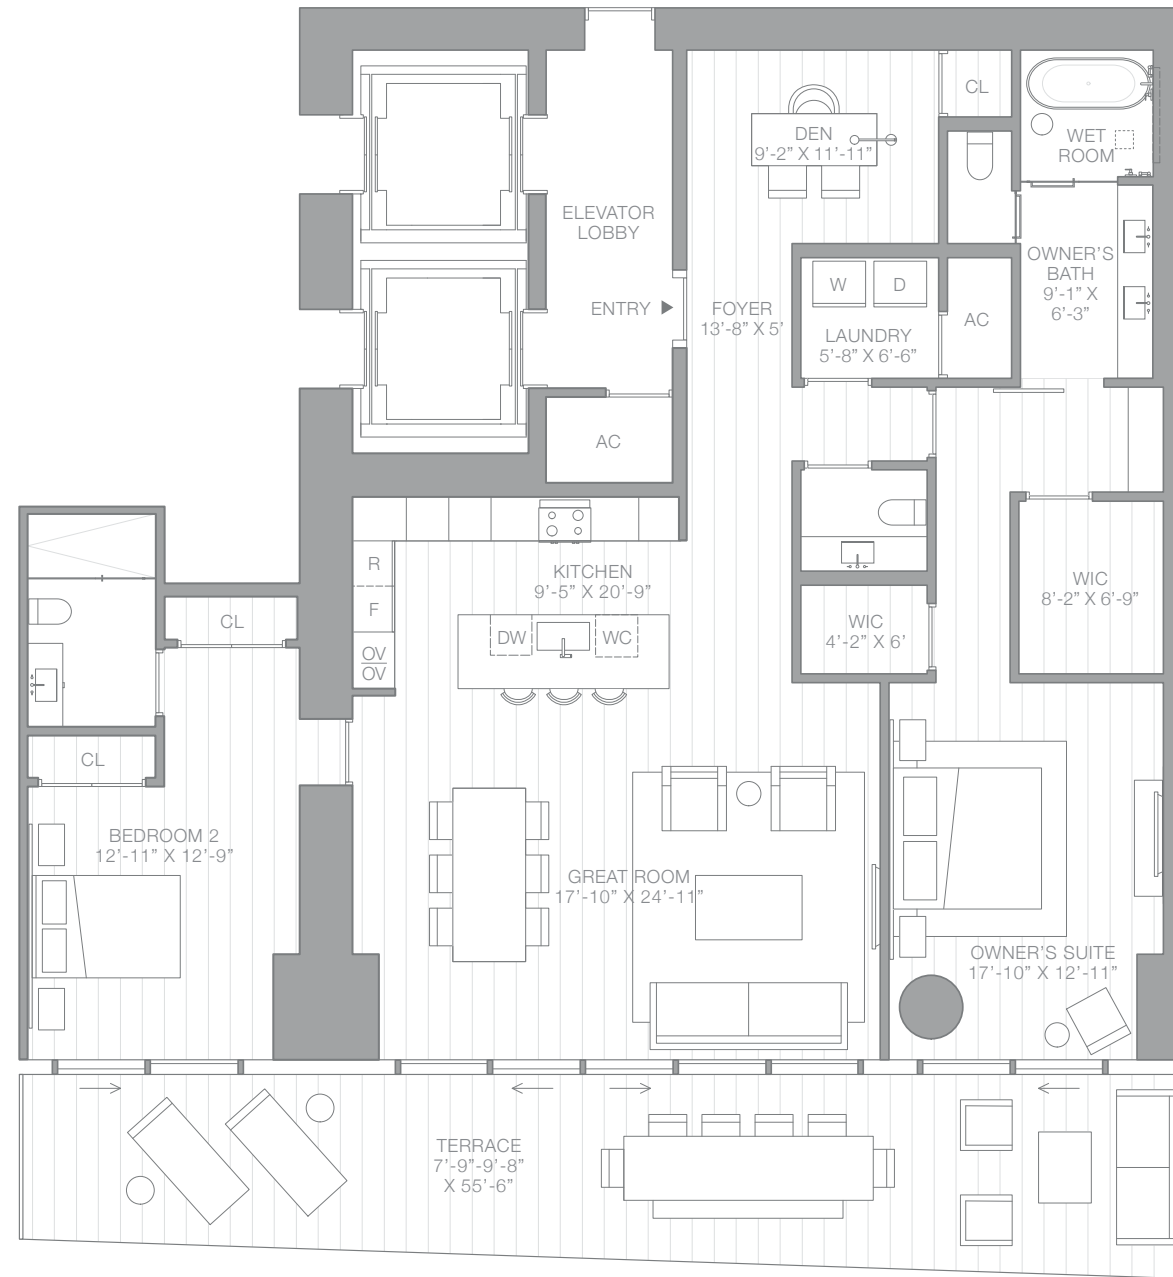 CL
DEN
9’-2” X 11’-11”
WET
ROOM
ELEVATOR
LOBBY
OWNER’S
BATH
9’-1” X
6’-3”
W
D
ENTRY
FOYER
13’-8” X 5’
LAUNDRY
5’-8” X 6’-6”
AC
AC
R
F
OV
OV
KITCHEN
9’-5” X 20’-9”
DW
WC
WIC
8’-2” X 6’-9”
WIC
4’-2” X 6’
CL
CL
BEDROOM 2
12’-11” X 12’-9”
GREAT ROOM
17’-10” X 24’-11”
OWNER’S SUITE
17’-10” X 12’-11”
TERRACE
7’-9”-9’-8”
X 55’-6”